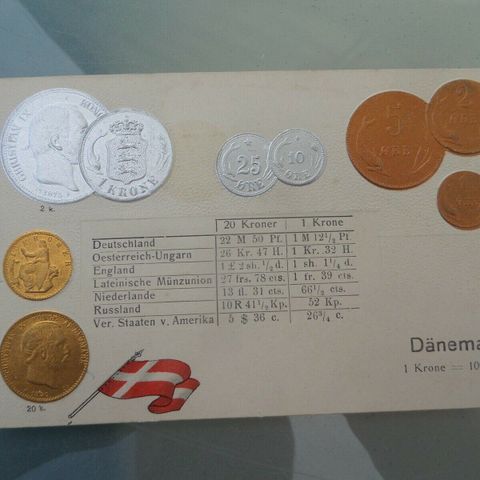 CHRISTIAN IX KONGE
1875
1 KRONE
2 k.
25
ØRE
10
ØRE
5
ØRE
2
ØRE
1
20 Kroner 1 Krone
Deutschland 22 M 50 Pf. 1 M 12½ Pf.
Oesterreich-Ungarn 26 Kr. 47 H. 1 Kr. 32 H.
England 1 £ 2 sh. ½ d. 1 sh. 1¼ d.
Lateinische Münzunion 27 frs. 78 cts. 1 fr. 39 cts.
Niederlande 13 fl. 31 cts. 66½ cts.
Russland 10 R 41½ Kp. 52 Kp.
Ver. Staaten v. Amerika 5 $ 36 c. 26¾ c.
20 k.
Dänema
1 Krone = 10